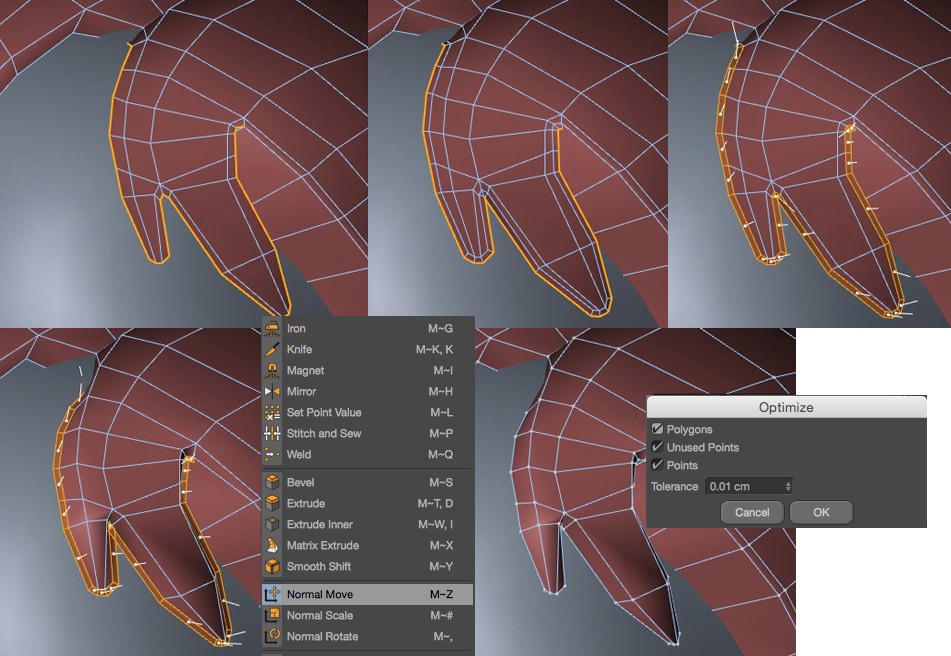 Iron M~G
Knife M~K, K
Magnet M~I
Mirror M~H
Set Point Value M~L
Stitch and Sew M~P
Weld M~Q
Bevel M~S
Extrude M~T, D
Extrude Inner M~W, I
Matrix Extrude M~X
Smooth Shift M~Y
Normal Move M~Z
Normal Scale M~#
Normal Rotate M~,
Optimize
Polygons
Unused Points
Points
Tolerance 0.01 cm
Cancel OK